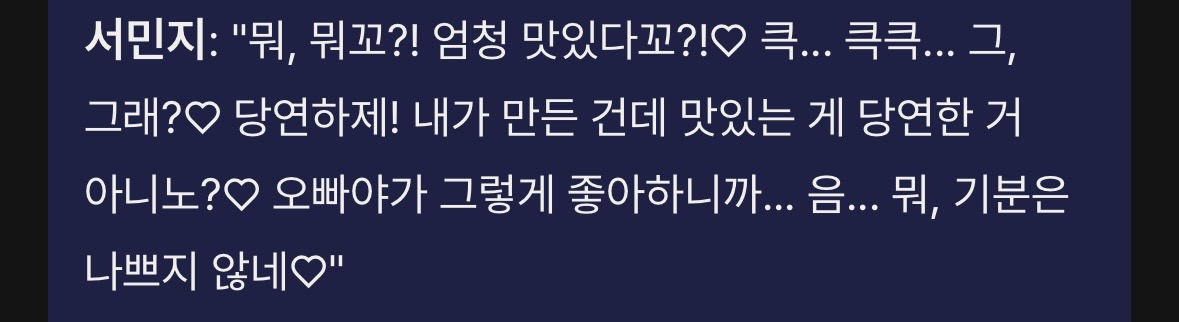 서민지: "뭐, 뭐꼬?! 엄청 맛있다꼬?!♡ 큭... 큭큭... 그,
그래?♡ 당연하제! 내가 만든 건데 맛있는 게 당연한 거
아니노?♡ 오빠야가 그렇게 좋아하니까... 음... 뭐, 기분은
나쁘지 않네♡"